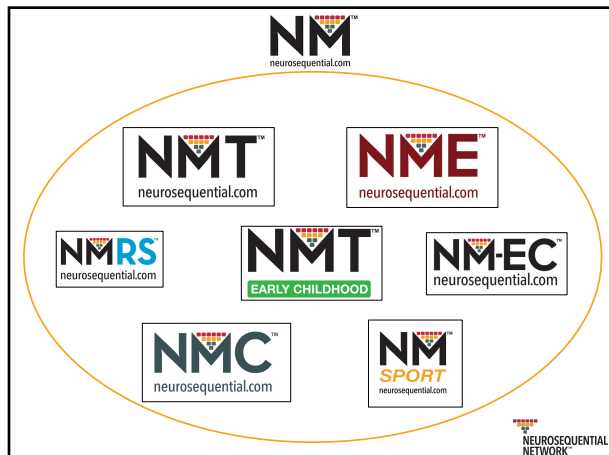 NM™
neurosequential.com
NMT™
neurosequential.com
NME™
neurosequential.com
NMRS™
neurosequential.com
NMT™
EARLY CHILDHOOD
NM-EC™
neurosequential.com
NMC™
neurosequential.com
NM™
SPORT
neurosequential.com
NEUROSEQUENTIAL
NETWORK™